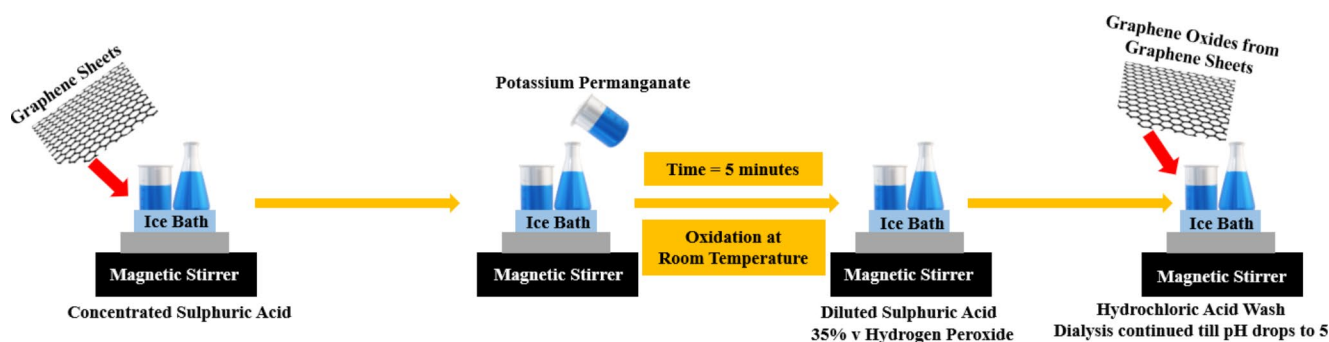 Graphene Sheets
Ice Bath
Magnetic Stirrer
Concentrated Sulphuric Acid
Potassium Permanganate
Ice Bath
Magnetic Stirrer
Time = 5 minutes
Oxidation at
Room Temperature
Ice Bath
Magnetic Stirrer
Diluted Sulphuric Acid
35% v Hydrogen Peroxide
Graphene Oxides from
Graphene Sheets
Ice Bath
Magnetic Stirrer
Hydrochloric Acid Wash
Dialysis continued till pH drops to 5